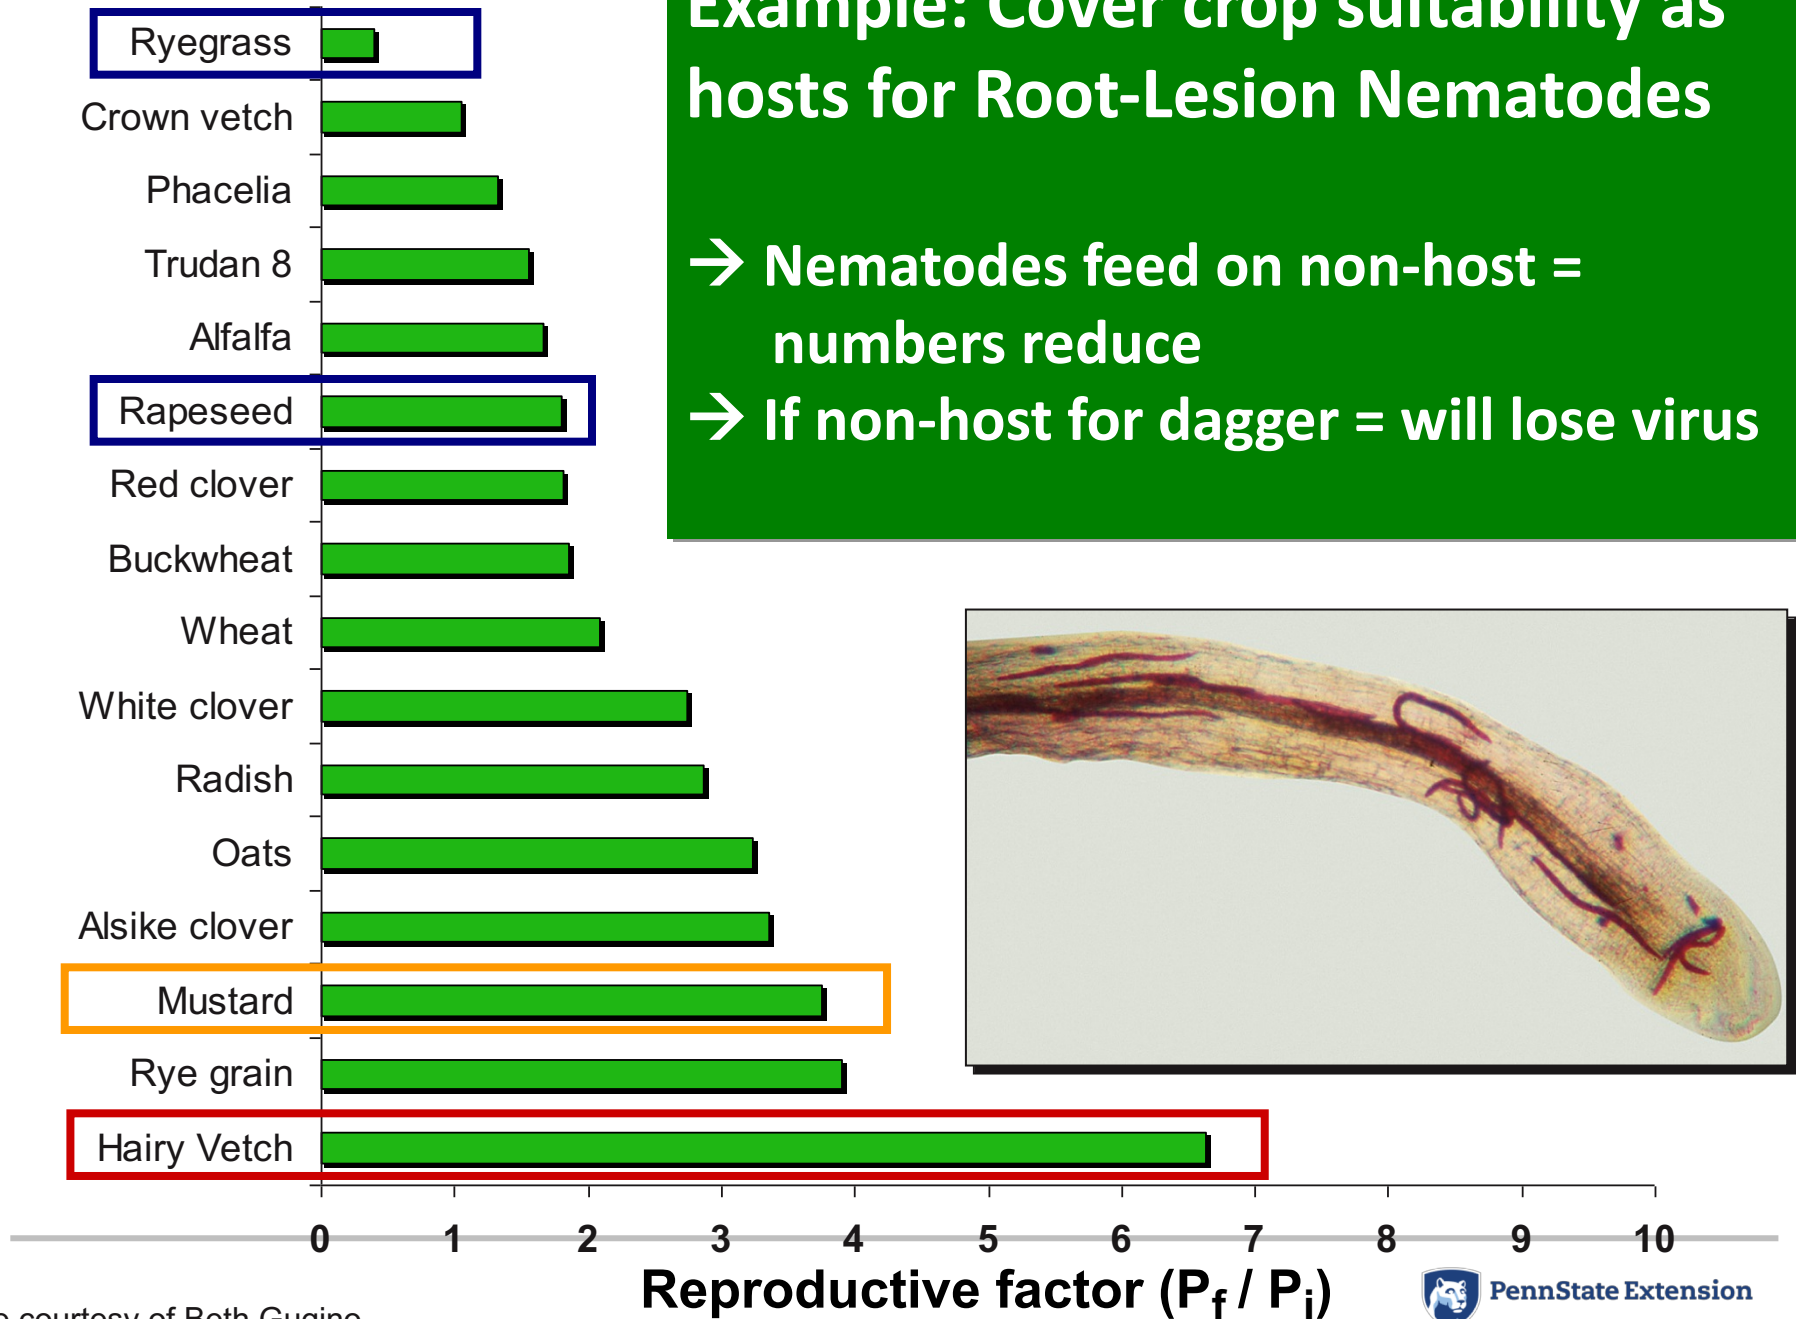 Example: Cover crop suitability as
hosts for Root-Lesion Nematodes
→ Nematodes feed on non-host =
numbers reduce
→ If non-host for dagger = will lose virus
Ryegrass
Crown vetch
Phacelia
Trudan 8
Alfalfa
Rapeseed
Red clover
Buckwheat
Wheat
White clover
Radish
Oats
Alsike clover
Mustard
Rye grain
Hairy Vetch
0 1 2 3 4 5 6 7 8 9 10
Reproductive factor (Pf / Pi)
PennState Extension
courtesy of Beth Gugino